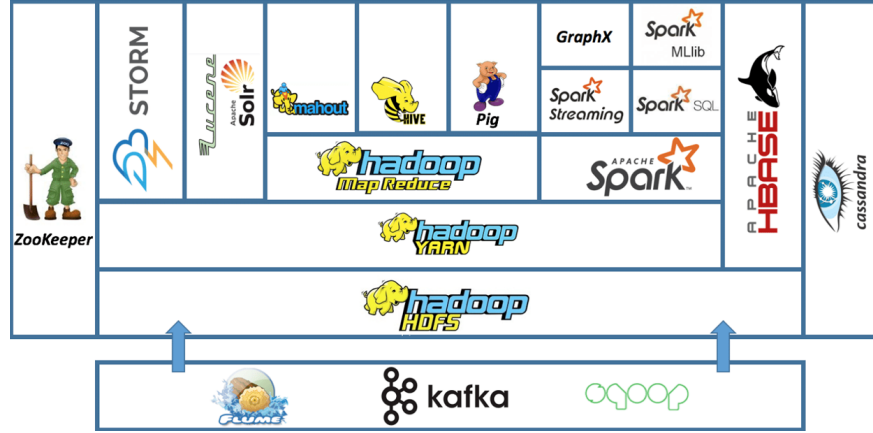 STORM
Lucene
Apache
Solr
mahout
HIVE
Pig
GraphX
Spark
MLlib
Spark
Streaming
Spark SQL
ZooKeeper
hadoop
Map Reduce
APACHE
Spark™
APACHE
HBASE
cassandra
hadoop
YARN
hadoop
HDFS
FLUME
kafka
sqoop